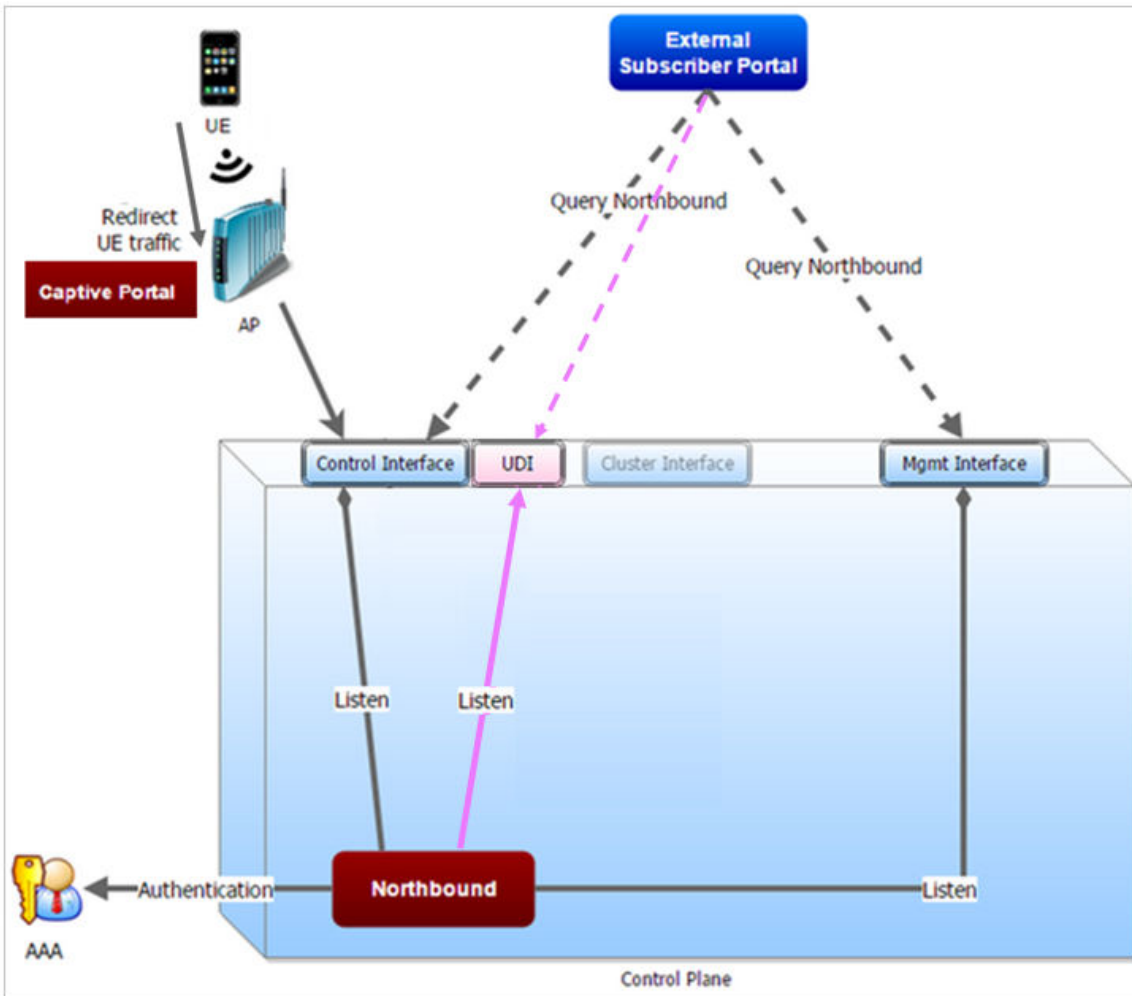 External
Subscriber Portal
UE
Query Northbound
Redirect
UE traffic
Query Northbound
Captive Portal
AP
Control Interface
UDI
Cluster Interface
Mgmt Interface
Listen
Listen
Authentication
Northbound
Listen
AAA
Control Plane